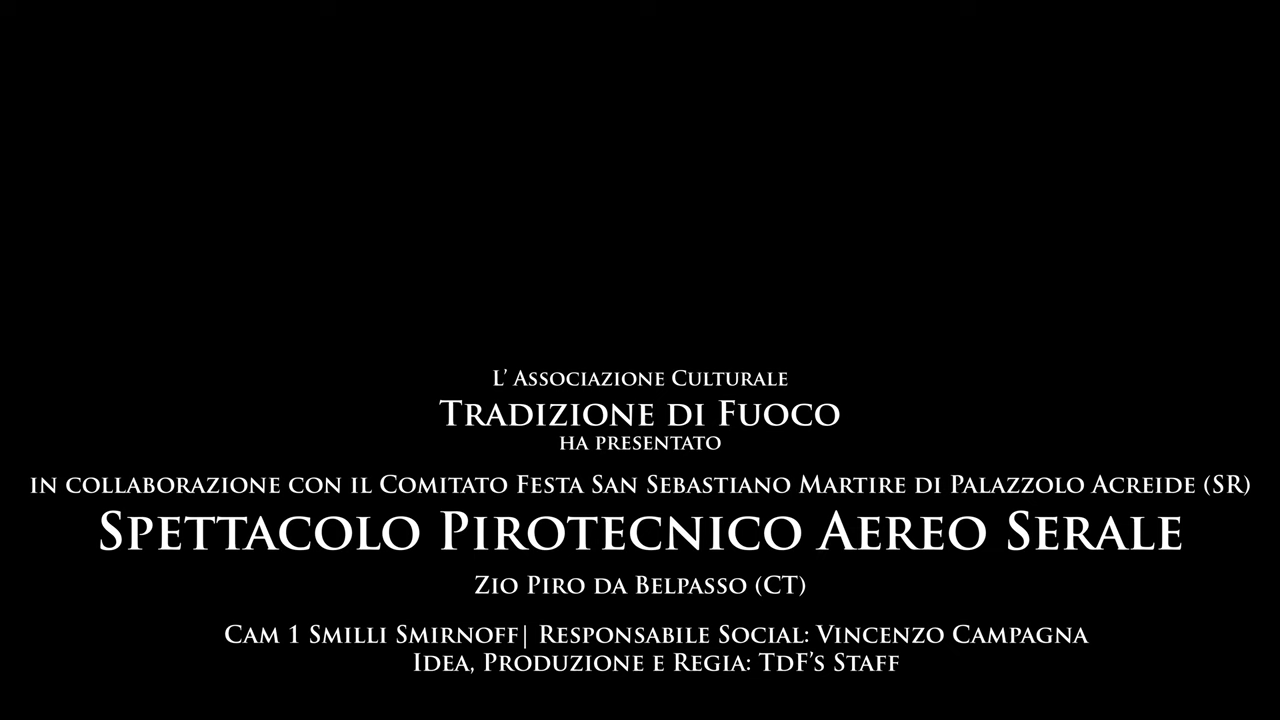 L' Associazione Culturale
Tradizione di Fuoco
ha presentato
in collaborazione con il Comitato Festa San Sebastiano Martire di Palazzolo Acreide (SR)
Spettacolo Pirotecnico Aereo Serale
Zio Piro da Belpasso (CT)
Cam 1 Smilli Smirnoff| Responsabile Social: Vincenzo Campagna
Idea, Produzione e Regia: TdF's Staff